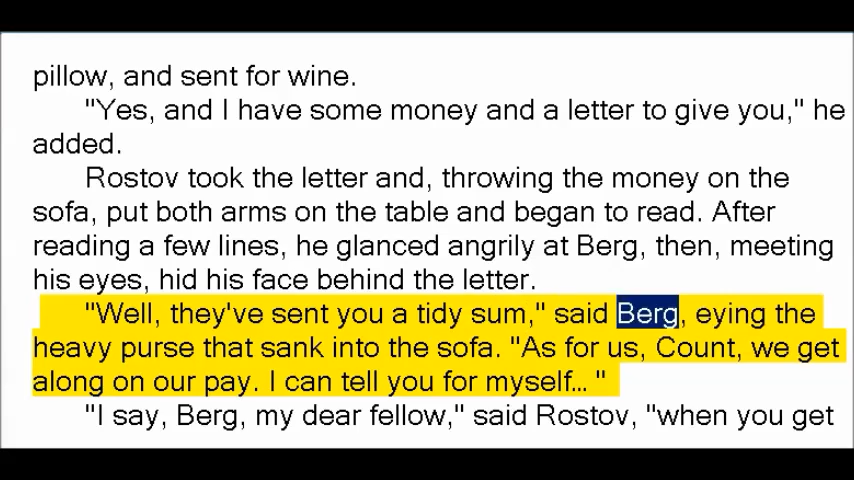 pillow, and sent for wine.
"Yes, and I have some money and a letter to give you," he
added.
Rostov took the letter and, throwing the money on the
sofa, put both arms on the table and began to read. After
reading a few lines, he glanced angrily at Berg, then, meeting
his eyes, hid his face behind the letter.
"Well, they've sent you a tidy sum," said Berg, eying the
heavy purse that sank into the sofa. "As for us, Count, we get
along on our pay. I can tell you for myself... "
"I say, Berg, my dear fellow," said Rostov, "when you get